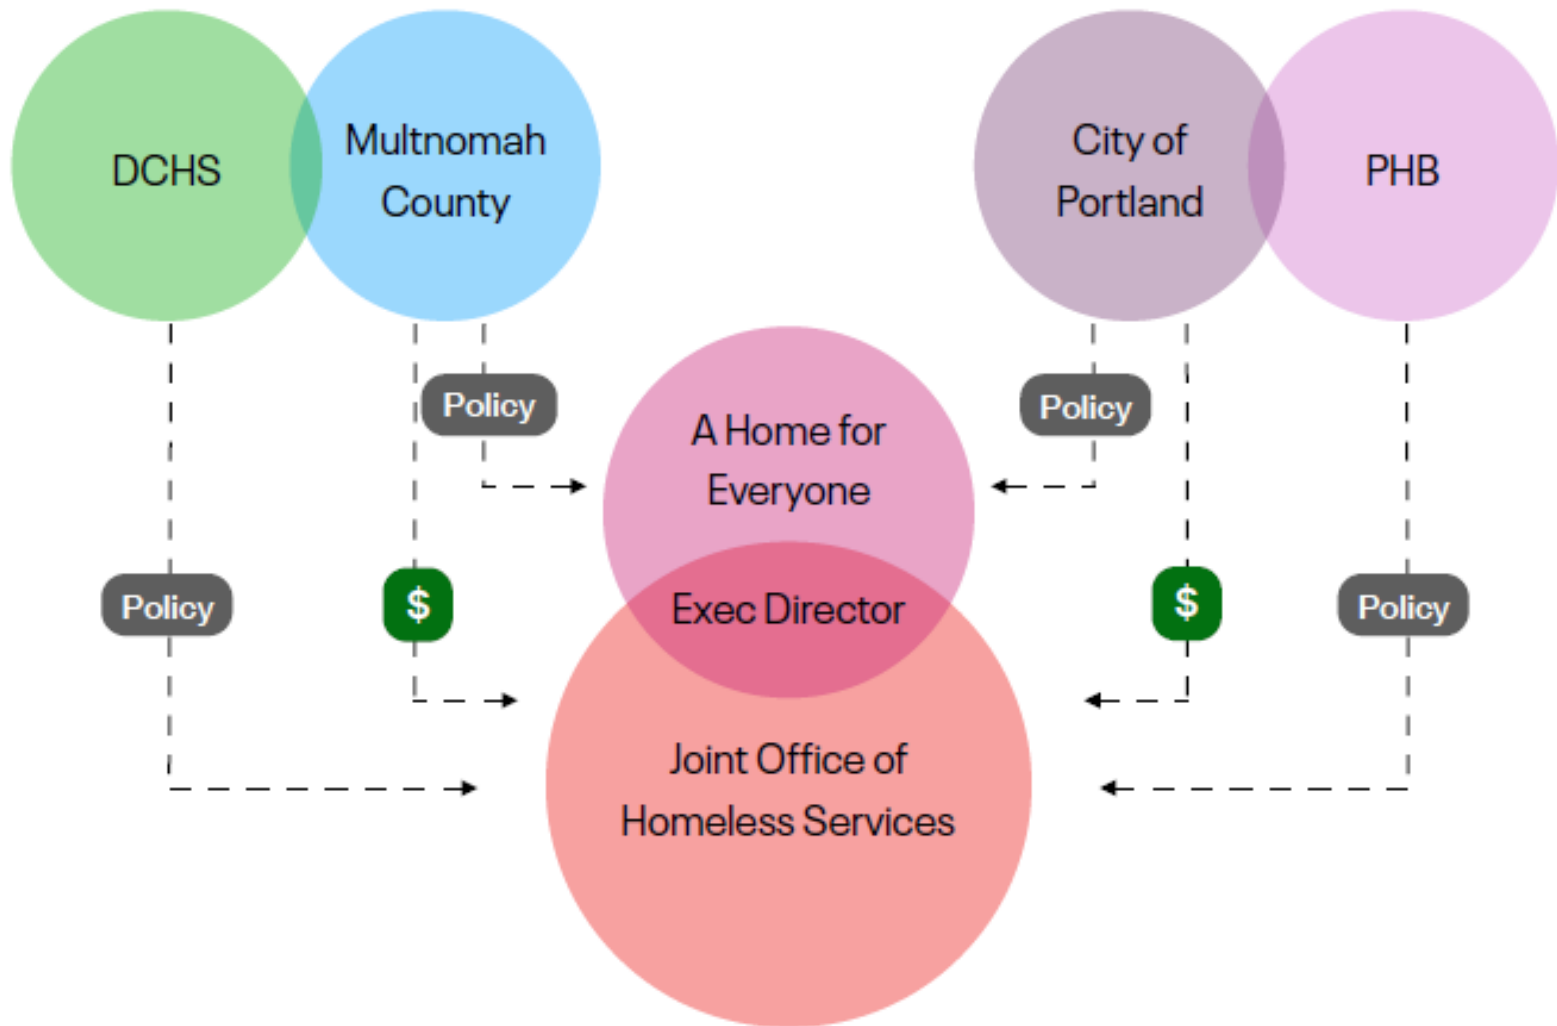 DCHS
Multnomah
County
City of
Portland
PHB
Policy
Policy
A Home for
Everyone
Policy
$
Exec Director
$
Policy
Joint Office of
Homeless Services